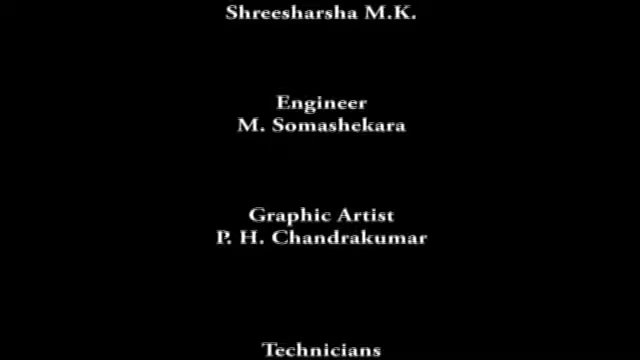 Shreesharsha M.K.
Engineer
M. Somashekara
Graphic Artist
P. H. Chandrakumar
Technicians